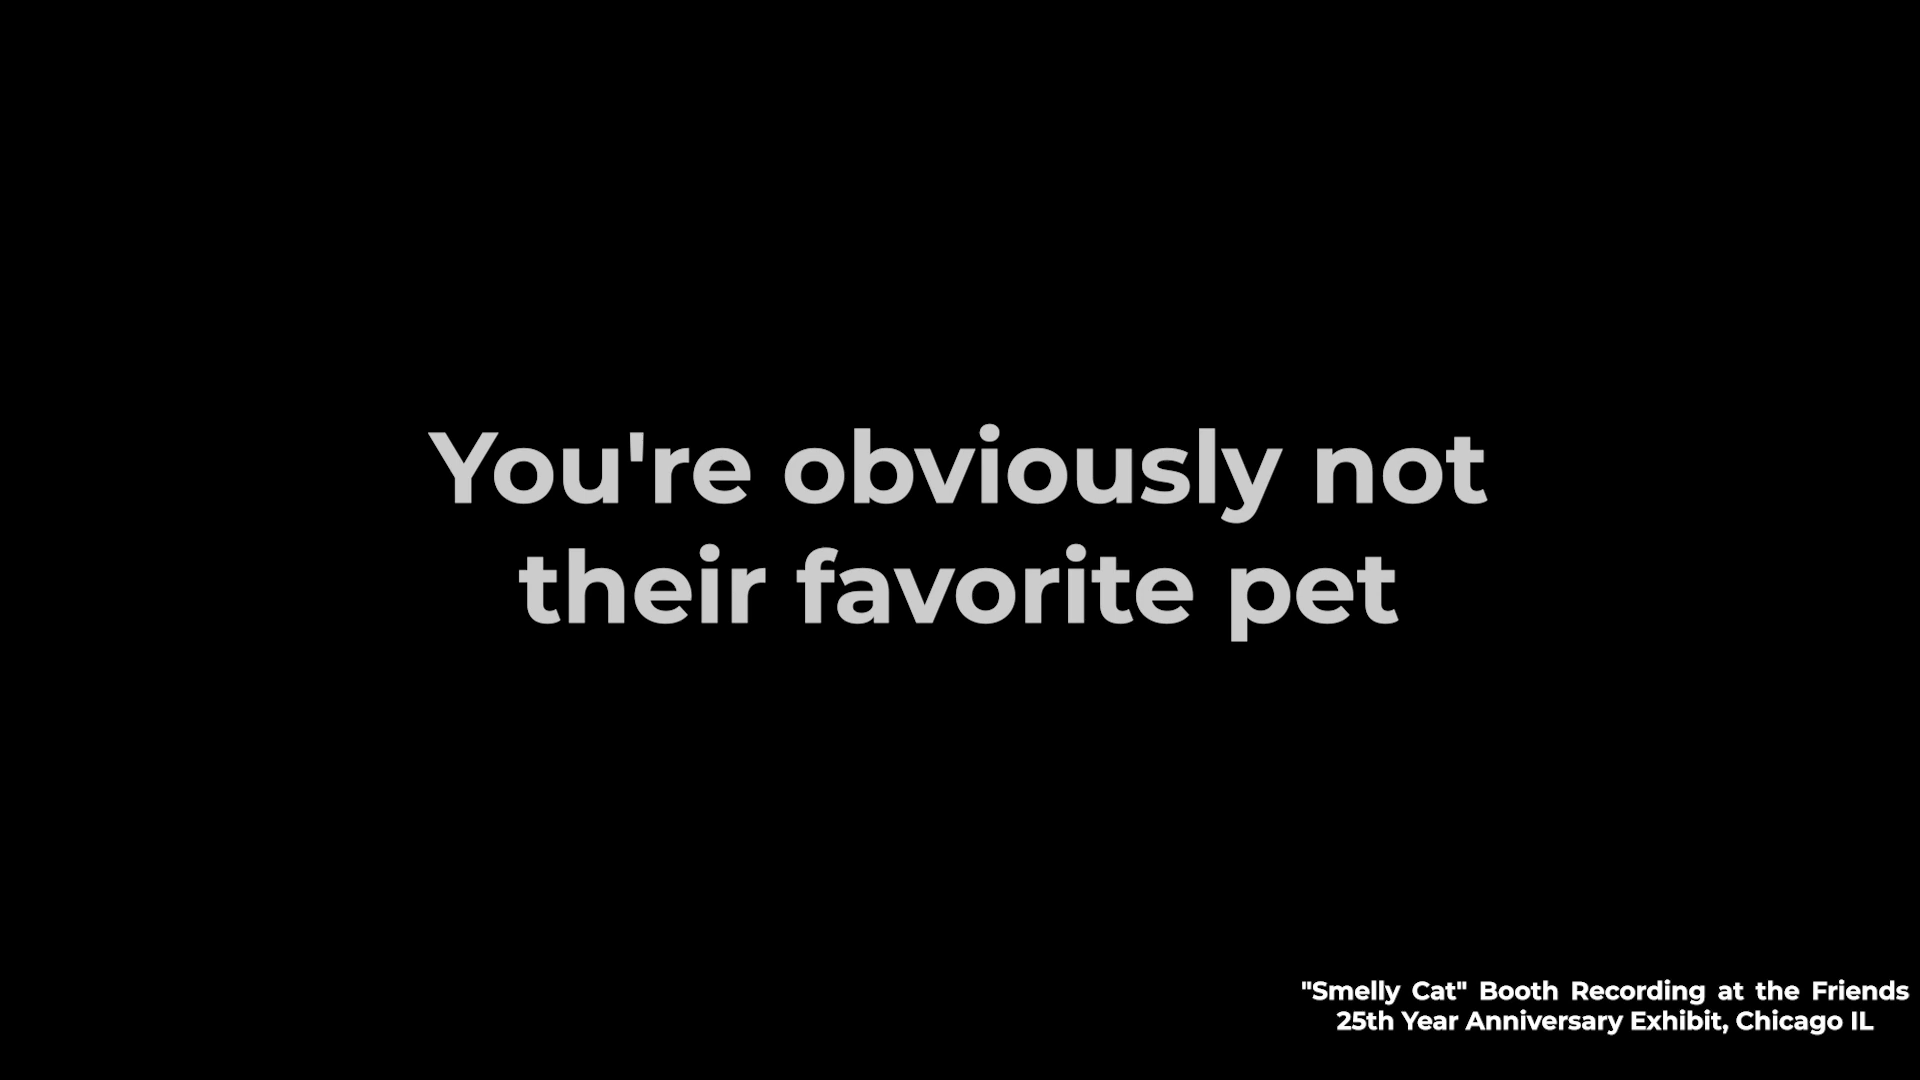 You're obviously not
their favorite pet
"Smelly Cat" Booth Recording at the Friends
25th Year Anniversary Exhibit, Chicago IL